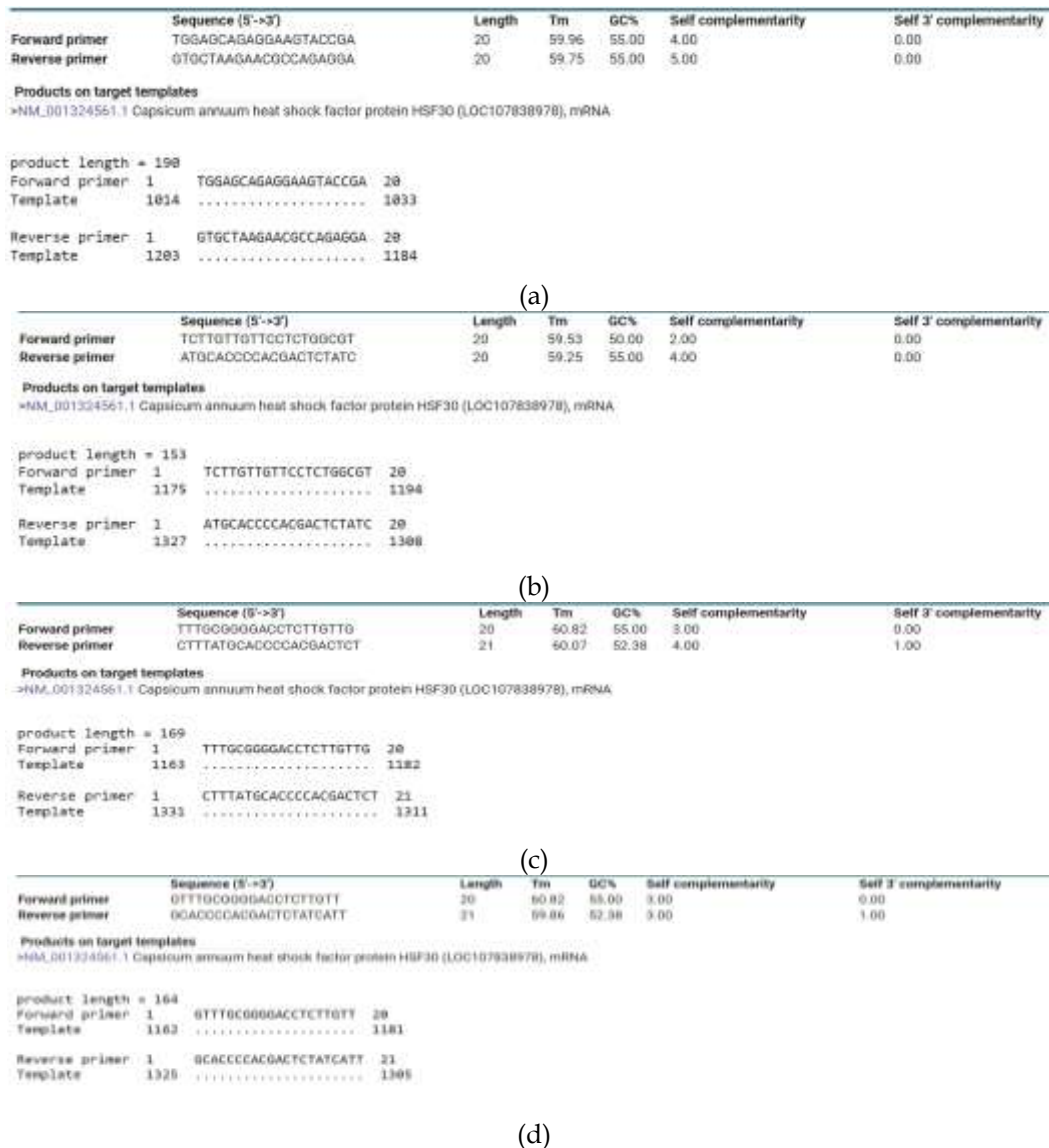 Sequence (5'->3') Length Tm GC% Self complementarity Self 3' complementarity
Forward primer TGGAGCAGAGGAAGTACCGA 20 59.96 55.00 4.00 0.00
Reverse primer GTGCTAAGAACGCCAGAGGA 20 59.75 55.00 5.00 0.00
Products on target templates
>NM_001324561.1 Capsicum annuum heat shock factor protein HSF30 (LOC107838978), mRNA
product length = 190
Forward primer 1 TGGAGCAGAGGAAGTACCGA 20
Template 1014 .................... 1033
Reverse primer 1 GTGCTAAGAACGCCAGAGGA 20
Template 1203 .................... 1184
(a)
Sequence (5'->3') Length Tm GC% Self complementarity Self 3' complementarity
Forward primer TCTTGTTGTTCCTCTGGCGT 20 59.53 50.00 2.00 0.00
Reverse primer ATGCACCCCACGACTCTATC 20 59.25 55.00 4.00 0.00
Products on target templates
>NM_001324561.1 Capsicum annuum heat shock factor protein HSF30 (LOC107838978), mRNA
product length = 153
Forward primer 1 TCTTGTTGTTCCTCTGGCGT 20
Template 1175 .................... 1194
Reverse primer 1 ATGCACCCCACGACTCTATC 20
Template 1327 .................... 1308
(b)
Sequence (5'->3') Length Tm GC% Self complementarity Self 3' complementarity
Forward primer TTTGCGGGGACCTCTTGTTG 20 60.82 55.00 3.00 0.00
Reverse primer CTTTATGCACCCCACGACTCT 21 60.07 52.38 4.00 1.00
Products on target templates
>NM_001324561.1 Capsicum annuum heat shock factor protein HSF30 (LOC107838978), mRNA
product length = 169
Forward primer 1 TTTGCGGGGACCTCTTGTTG 20
Template 1163 .................... 1182
Reverse primer 1 CTTTATGCACCCCACGACTCT 21
Template 1331 ..................... 1311
(c)
Sequence (5'->3') Length Tm GC% Self complementarity Self 3' complementarity
Forward primer GTTTGCGGGGACCTCTTGTT 20 60.82 55.00 3.00 0.00
Reverse primer GCACCCCACGACTCTATCATT 21 59.86 52.38 3.00 1.00
Products on target templates
>NM_001324561.1 Capsicum annuum heat shock factor protein HSF30 (LOC107838978), mRNA
product length = 164
Forward primer 1 GTTTGCGGGGACCTCTTGTT 20
Template 1162 .................... 1181
Reverse primer 1 GCACCCCACGACTCTATCATT 21
Template 1325 ..................... 1305
(d)